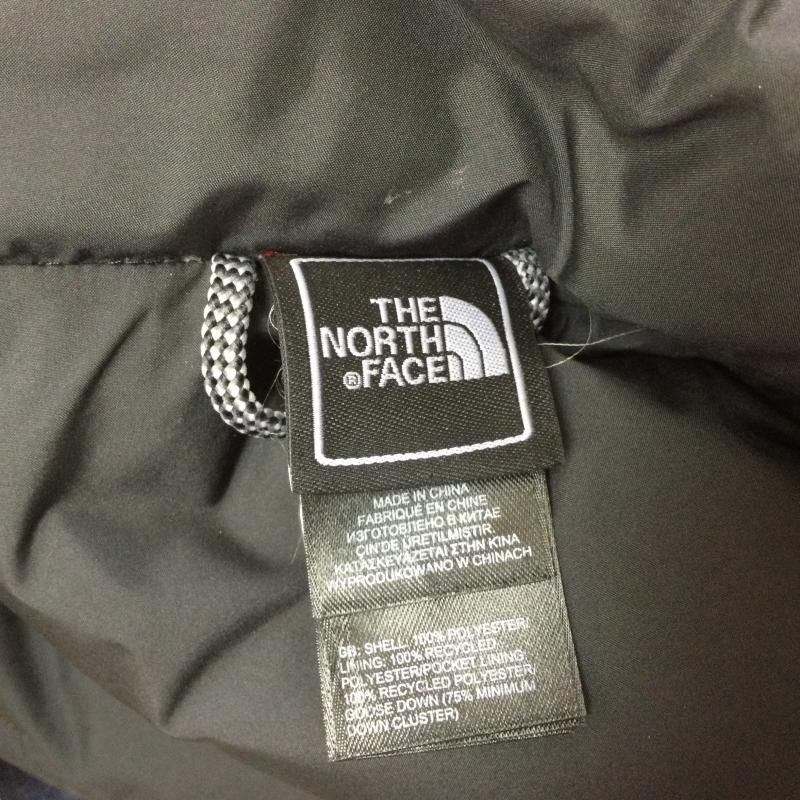 THE
NORTH
® FACE
MADE IN CHINA
FABRIQUÉ EN CHINE
ИЗГОТОВЛЕНО В КИТАЕ
ÇIN'DE ÜRETILMISTIR.
ΚΑΤΑΣΚΕΥΑΖΕΤΑΙ ΣΤΗΝ ΚΙΝΑ
WYPRODUKOWANO W CHINACH
GB: SHELL, 100% POLYESTER/
LINING: 100% RECYCLED
POLYESTER/POCKET LINING,
100% RECYCLED POLYESTER,
GOOSE DOWN (75% MINIMUM
DOWN CLUSTER)